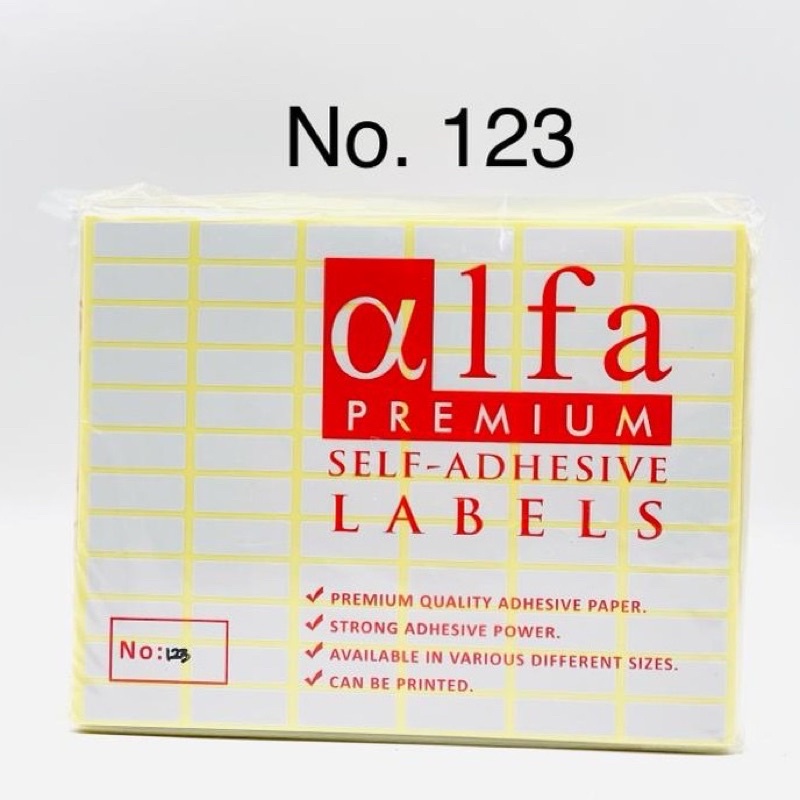 No. 123
αlfa
PREMIUM
SELF-ADHESIVE
LABELS
✓ PREMIUM QUALITY ADHESIVE PAPER.
✓ STRONG ADHESIVE POWER.
✓ AVAILABLE IN VARIOUS DIFFERENT SIZES.
✓ CAN BE PRINTED.
No: 123